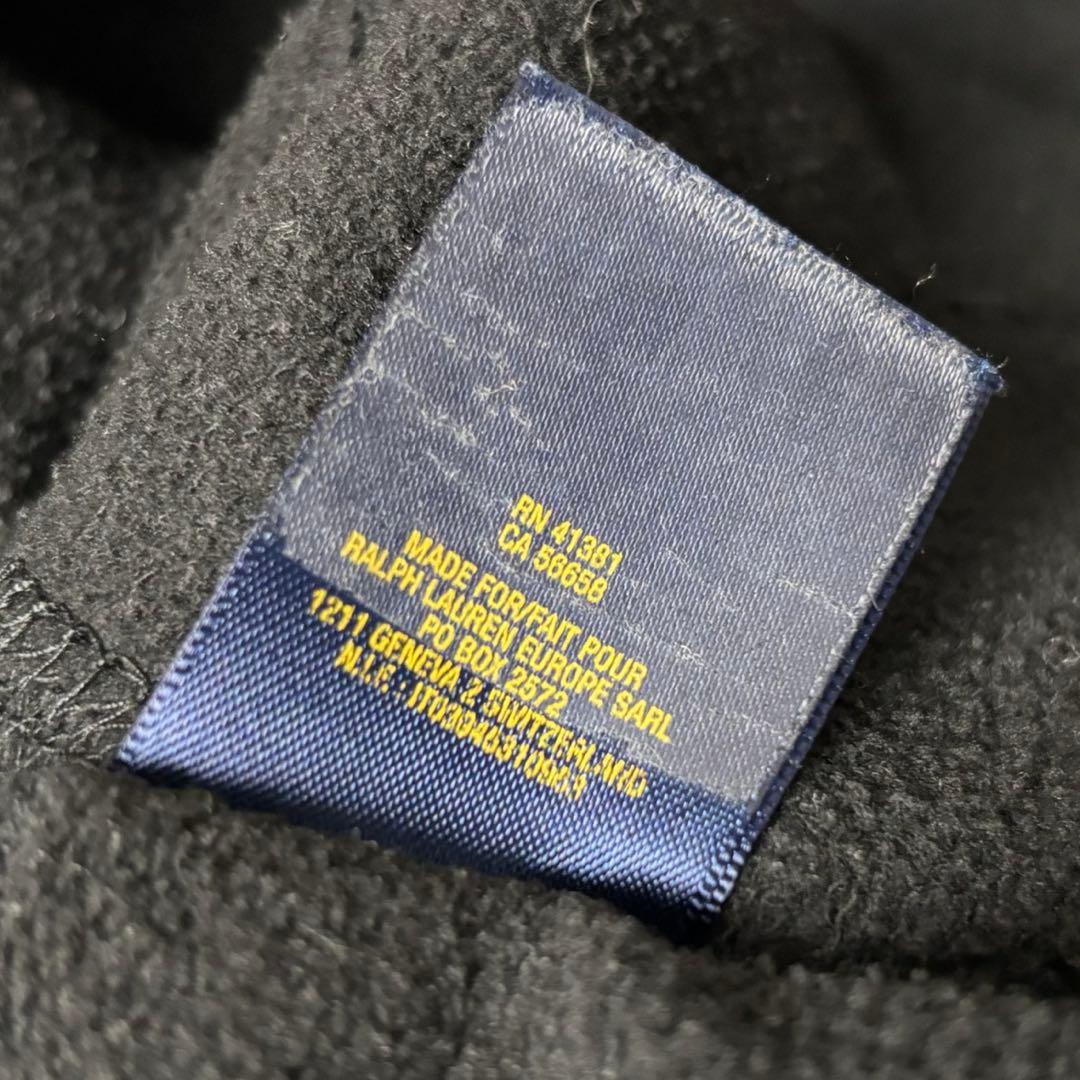 RN 41381
CA 56658
MADE FOR/FAIT POUR
RALPH LAUREN EUROPE SARL
PO BOX 2572
1211 GENEVA 2 SWITZERLAND
N.I.F. :